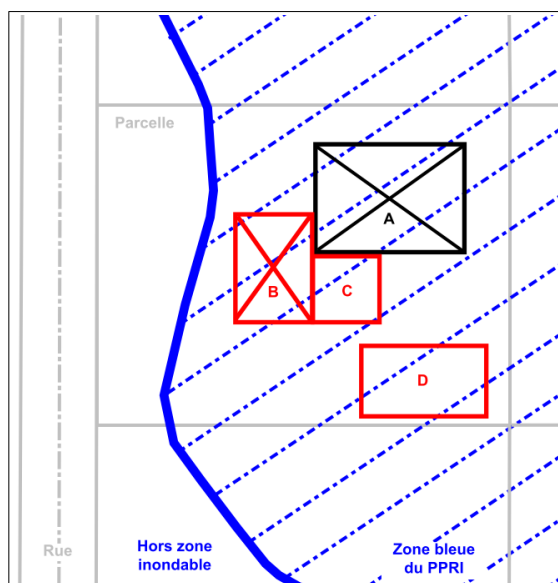 Parcelle
A
B
C
D
Rue
Hors zone
inondable
Zone bleue
du PPRI